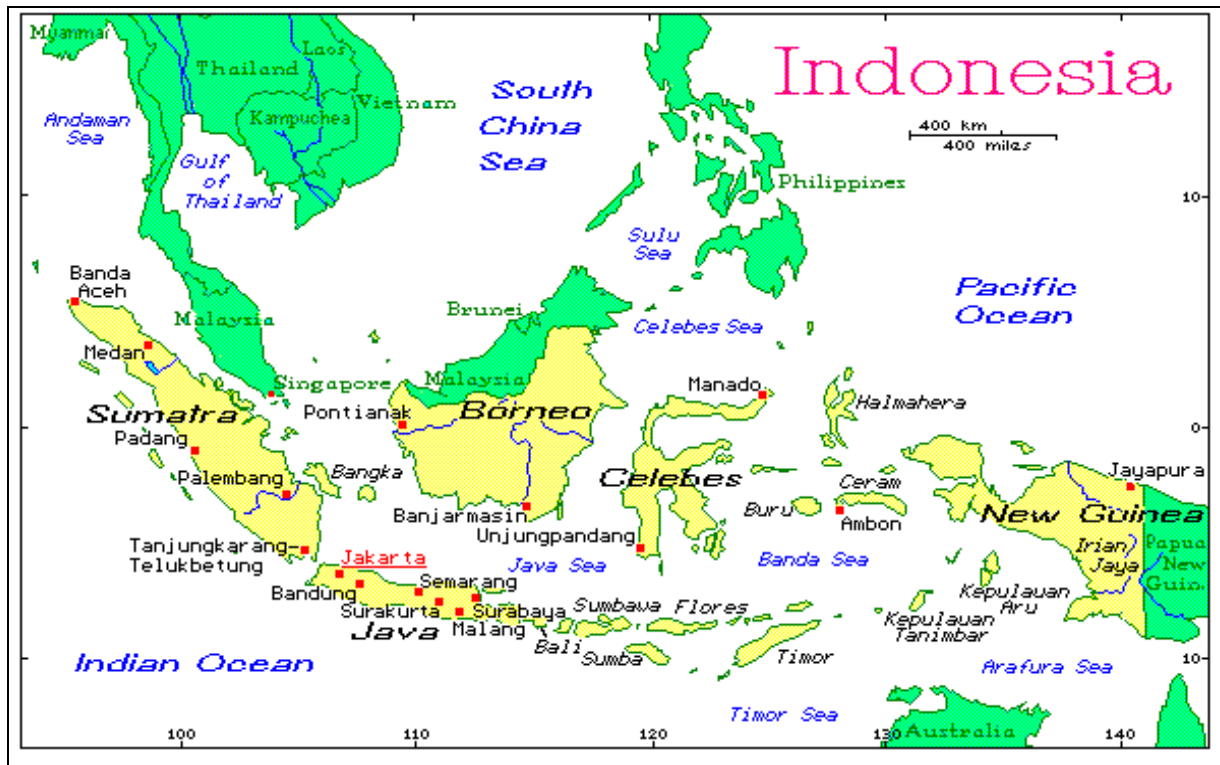 Indonesia
400 km
400 miles
Myanmar
Laos
Thailand
Vietnam
Kampuchea
Andaman
Sea
Gulf
of
Thailand
South
China
Sea
Philippines
10
Sulu
Sea
Banda
Aceh
Pacific
Ocean
Brunei
Celebes Sea
Malaysia
Medan
Singapore
Malaysia
Manado
Halmahera
Sumatra
Pontianak
Borneo
0
Padang
Palembang
Bangka
Celebes
Ceram
Jayapura
Buru
Ambon
New Guinea
Banjarmasin
Unjungpandang
Tanjungkarang
Telukbetung
Jakarta
Java Sea
Banda Sea
Irian
Jaya
Papua
New
Guin.
Bandung
Semarang
Surakurta
Surabaya
Sumbawa
Flores
Kepulauan
Aru
Java
Malang
Bali
Kepulauan
Tanimbar
Sumba
Timor
Indian Ocean
Arafura Sea
10
Timor Sea
Australia
100
110
120
130
140